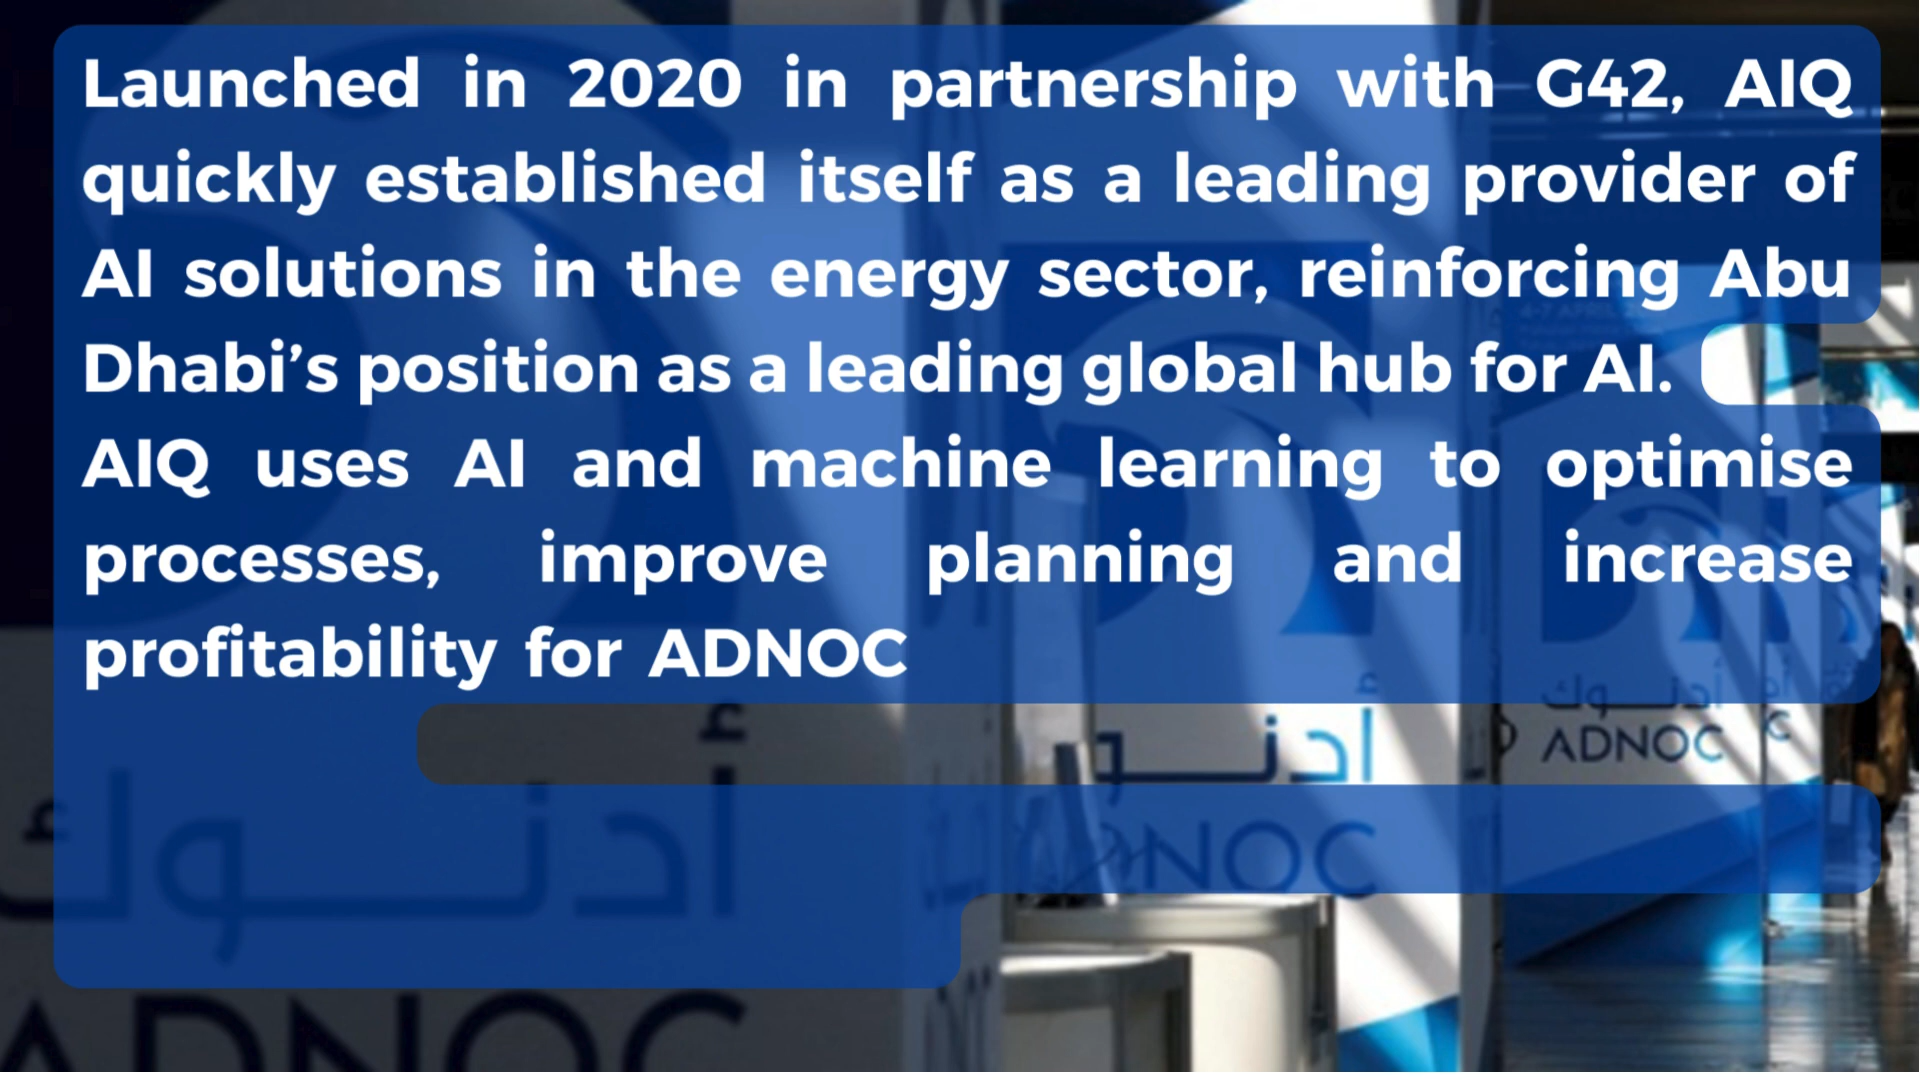 Launched in 2020 in partnership with G42, AIQ
quickly established itself as a leading provider of
AI solutions in the energy sector, reinforcing Abu
Dhabi’s position as a leading global hub for AI.
AIQ uses AI and machine learning to optimise
processes, improve planning and increase
profitability for ADNOC
أدنوك
ADNOC
أدنوك
ADNOC
أدنوك
ADNOC